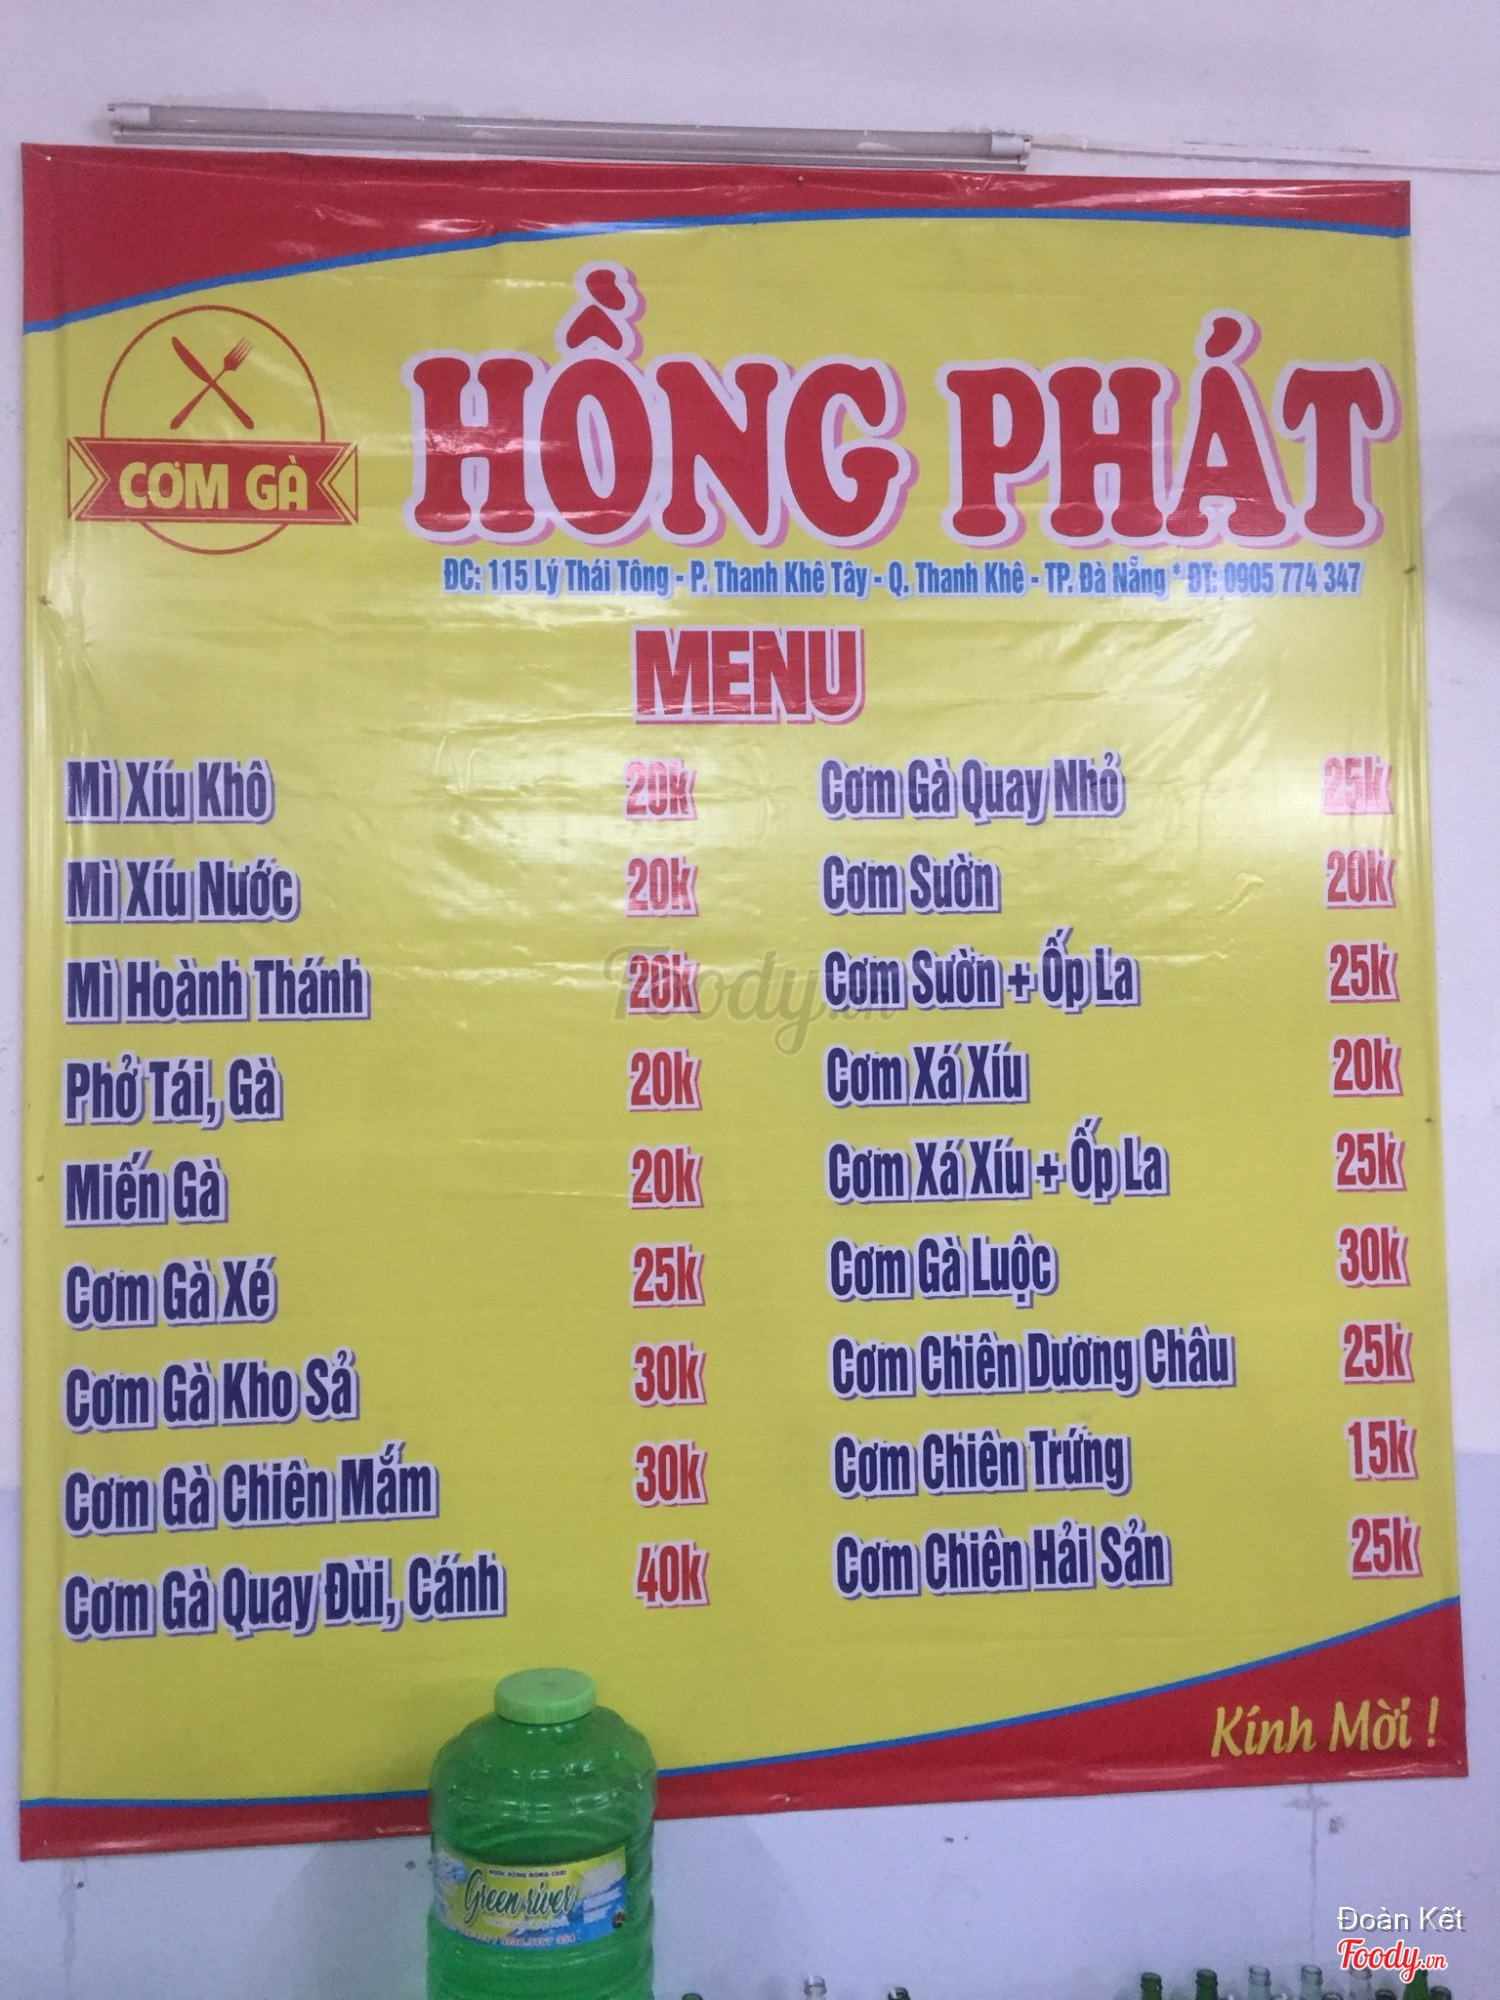 HỒNG PHÁT
CƠM GÀ
ĐC: 115 Lý Thái Tông - P. Thanh Khê Tây - Q. Thanh Khê - TP. Đà Nẵng * ĐT: 0905 774 347
MENU
Mì Xíu Khô 20k
Mì Xíu Nước 20k
Mì Hoành Thánh 20k
Phở Tái, Gà 20k
Miến Gà 20k
Cơm Gà Xé 25k
Cơm Gà Kho Sả 30k
Cơm Gà Chiên Mắm 30k
Cơm Gà Quay Đùi, Cánh 40k
Cơm Gà Quay Nhỏ 25k
Cơm Sườn 20k
Cơm Sườn + Ốp La 25k
Cơm Xá Xíu 20k
Cơm Xá Xíu + Ốp La 25k
Cơm Gà Luộc 30k
Cơm Chiên Dương Châu 25k
Cơm Chiên Trứng 15k
Cơm Chiên Hải Sản 25k
Kính Mời !
Foody.vn
NƯỚC UỐNG ĐÓNG CHAI
Green river
Đoàn Kết
Foody.vn